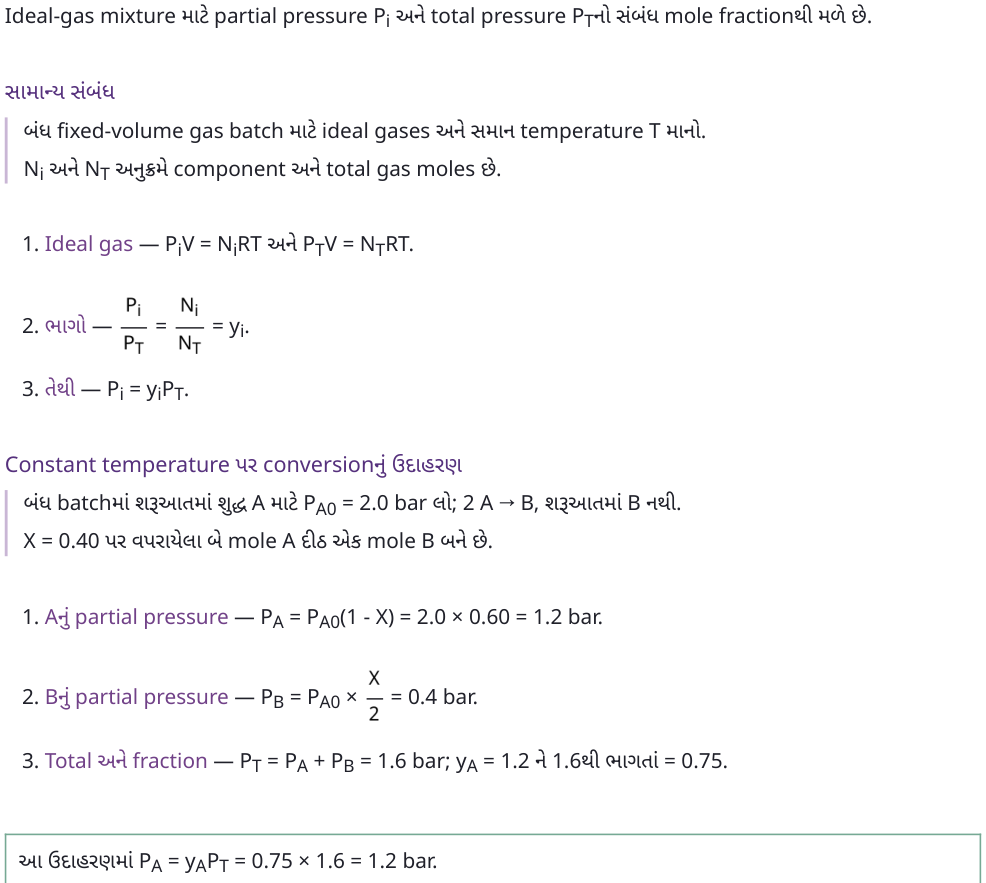 Ideal-gas mixture માટે partial pressure Pᵢ અને total pressure P_Tનો સંબંધ mole fractionથી મળે છે.
સામાન્ય સંબંધ
બંધ fixed-volume gas batch માટે ideal gases અને સમાન temperature T માનો.
Nᵢ અને N_T અનુક્રમે component અને total gas moles છે.
1. Ideal gas — PᵢV = NᵢRT અને P_TV = N_TRT.
2. ભાગો — Pᵢ/P_T = Nᵢ/N_T = yᵢ.
3. તેથી — Pᵢ = yᵢP_T.
Constant temperature પર conversionનું ઉદાહરણ
બંધ batchમાં શરૂઆતમાં શુદ્ધ A માટે P_A0 = 2.0 bar લો; 2 A → B, શરૂઆતમાં B નથી.
X = 0.40 પર વપરાયેલા બે mole A દીઠ એક mole B બને છે.
1. Aનું partial pressure — P_A = P_A0(1 - X) = 2.0 × 0.60 = 1.2 bar.
2. Bનું partial pressure — P_B = P_A0 × X/2 = 0.4 bar.
3. Total અને fraction — P_T = P_A + P_B = 1.6 bar; y_A = 1.2 ને 1.6થી ભાગતાં = 0.75.
આ ઉદાહરણમાં P_A = y_AP_T = 0.75 × 1.6 = 1.2 bar.